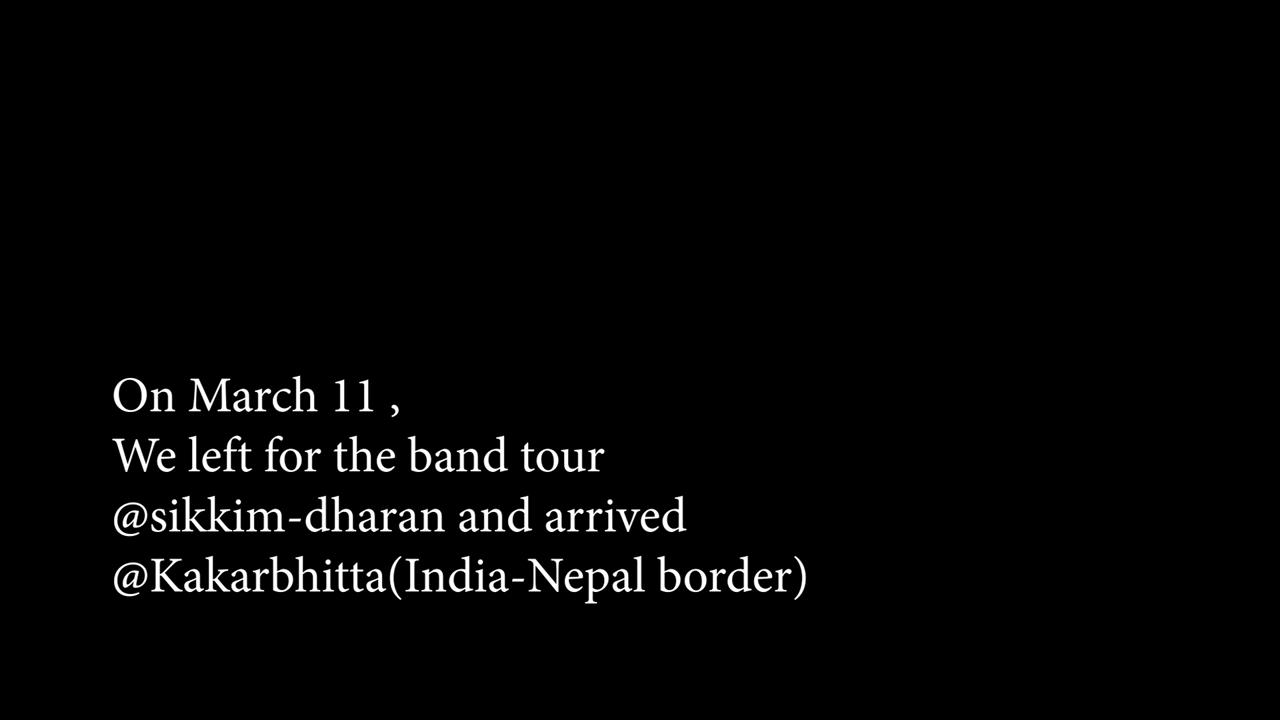 On March 11 ,
We left for the band tour
@sikkim-dharan and arrived
@Kakarbhitta(India-Nepal border)